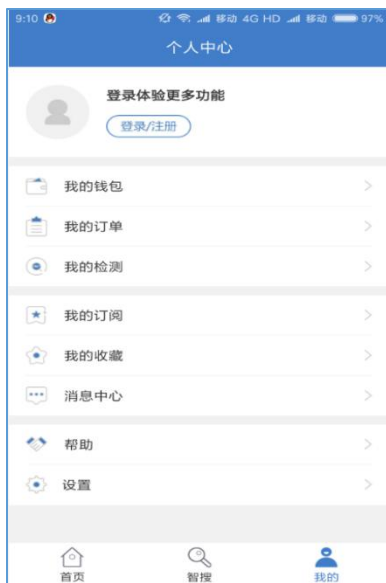 9:10 移动 4G HD 移动 97%
个人中心
登录体验更多功能
登录/注册
我的钱包
我的订单
我的检测
我的订阅
我的收藏
消息中心
帮助
设置
首页 智搜 我的